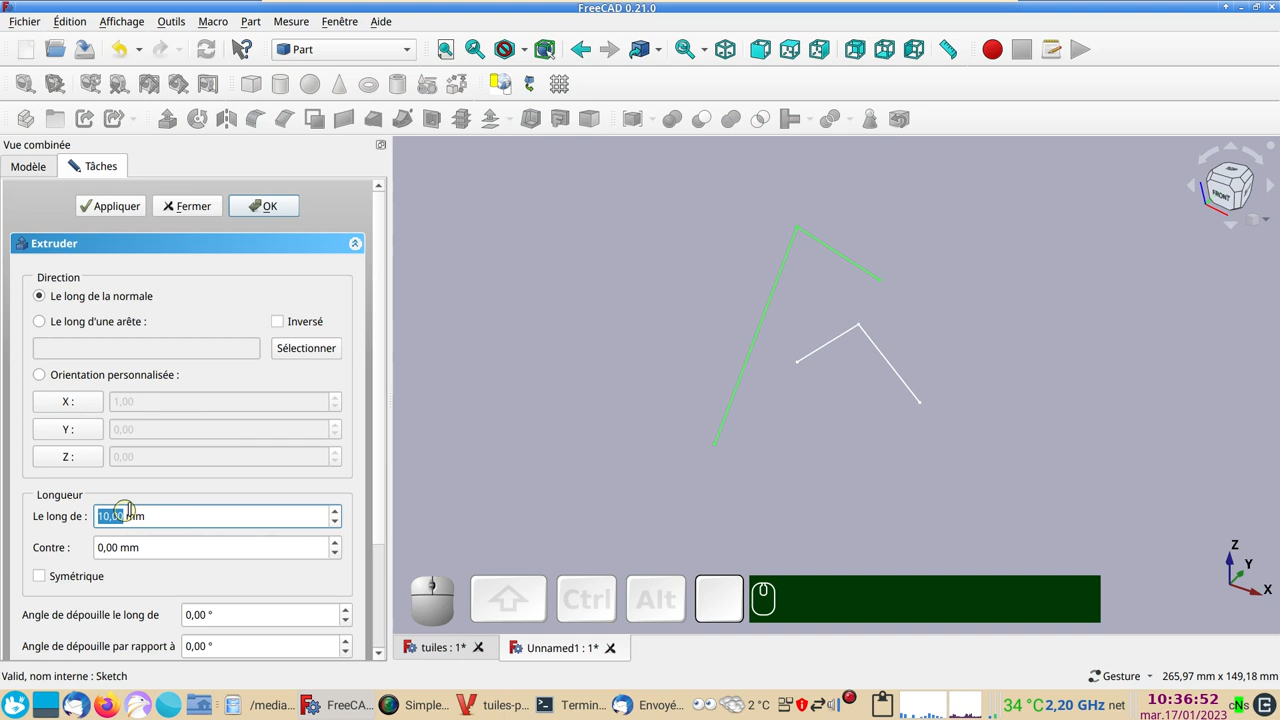 FreeCAD 0.21.0
Fichier Édition Affichage Outils Macro Part Mesure Fenêtre Aide
Part
Vue combinée
Modèle Tâches
Appliquer Fermer OK
Extruder
Direction
Le long de la normale
Le long d'une arête : Inversé
Sélectionner
Orientation personnalisée :
X : 1,00
Y : 0,00
Z : 0,00
Longueur
Le long de : 10,00 mm
Contre : 0,00 mm
Symétrique
Angle de dépouille le long de 0,00 °
Angle de dépouille par rapport à 0,00 °
FRONT
Z
Y
X
Ctrl Alt
tuiles : 1* Unnamed1 : 1*
Valid, nom interne : Sketch Gesture 265,97 mm x 149,18 mm
/media... FreeCA... Simple... tuiles-p... Termin... Envoyé... 2 °C 34 °C 2,20 GHz net 10:36:52 cNs
mar.17/01/2023